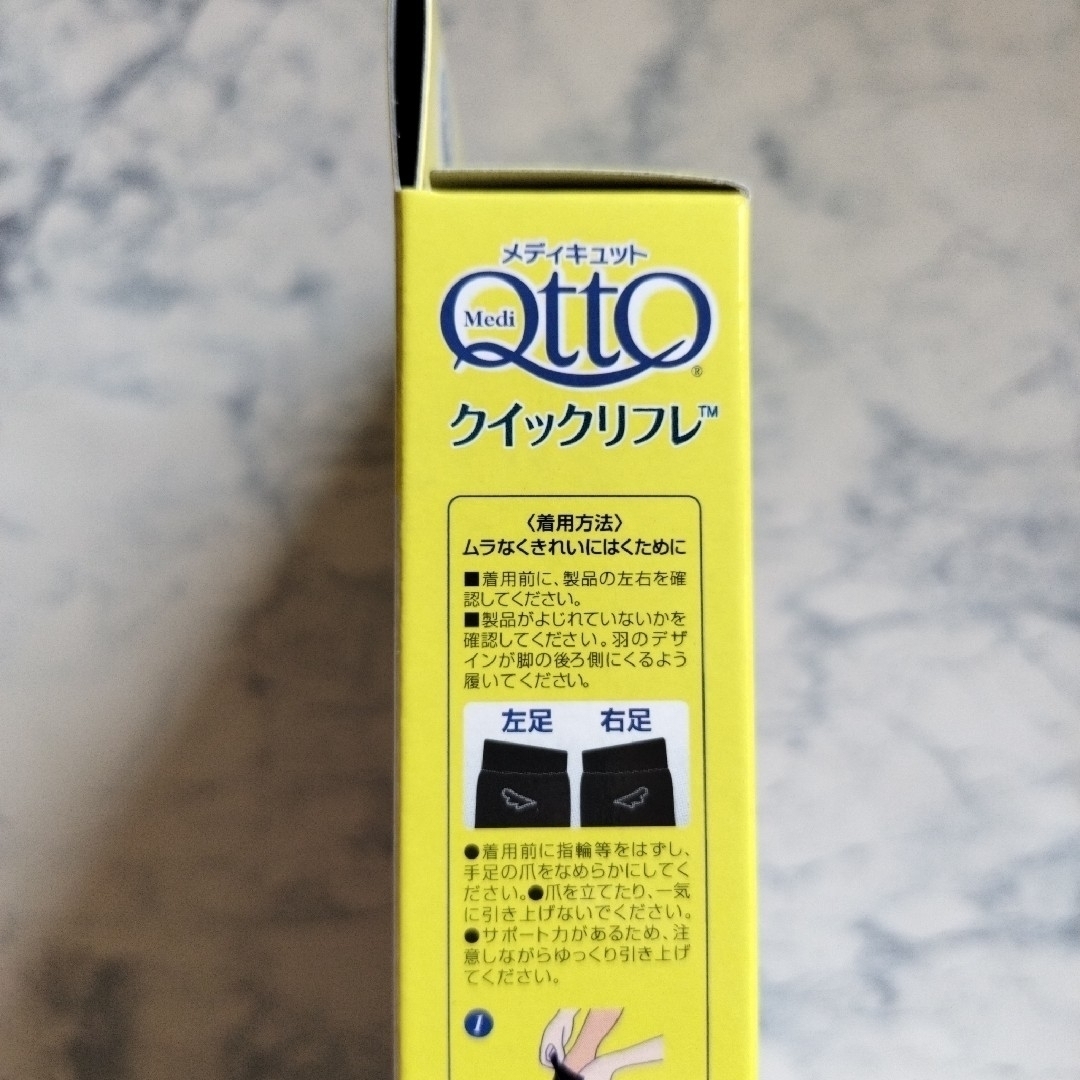 メディキュット
Medi QttO®
クイックリフレ™
〈着用方法〉
ムラなくきれいにはくために
■着用前に、製品の左右を確
認してください。
■製品がよじれていないかを
確認してください。羽のデザ
インが脚の後ろ側にくるよう
履いてください。
左足 右足
●着用前に指輪等をはずし、
手足の爪をなめらかにしてく
ださい。●爪を立てたり、一気
に引き上げないでください。
●サポート力があるため、注
意しながらゆっくり引き上げ
てください。
1